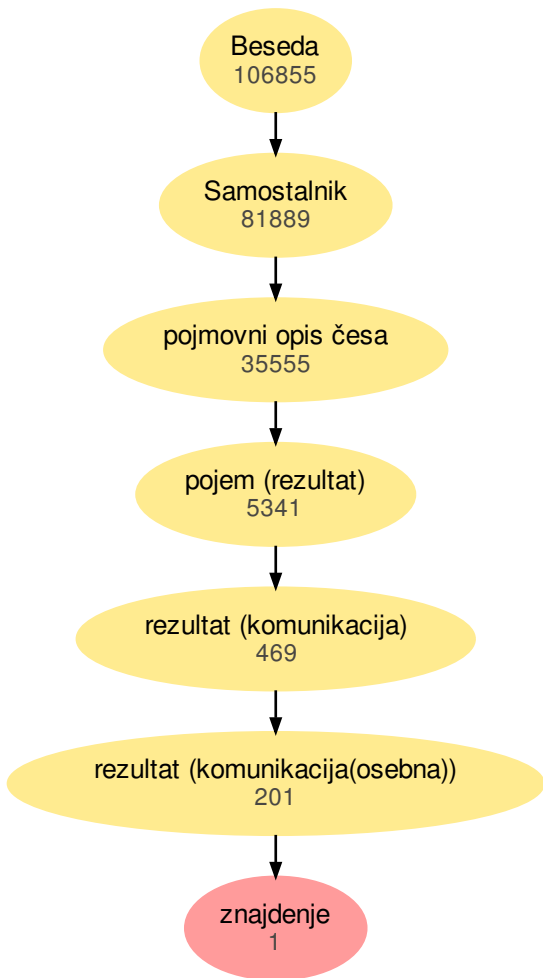 Beseda
106855
Samostalnik
81889
pojmovni opis česa
35555
pojem (rezultat)
5341
rezultat (komunikacija)
469
rezultat (komunikacija(osebna))
201
znajdenje
1